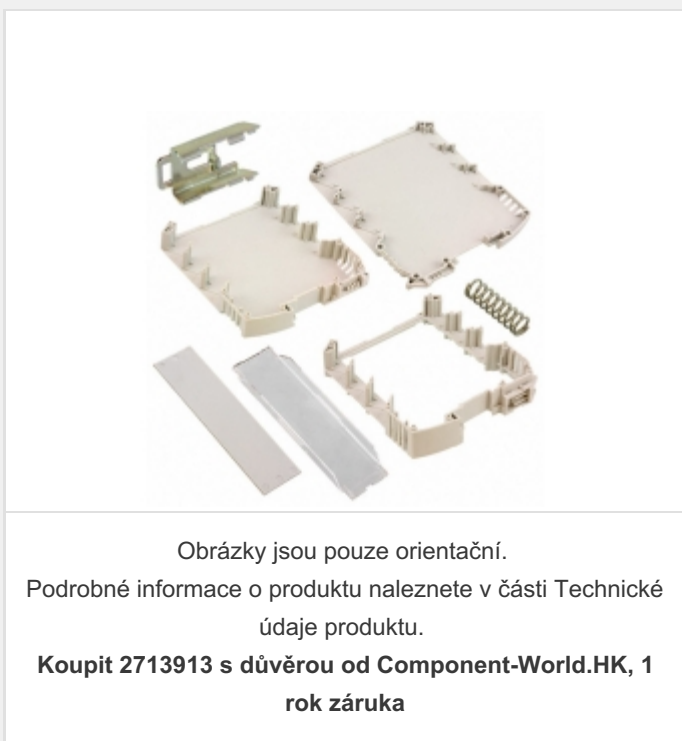 Obrázky jsou pouze orientační.
Podrobné informace o produktu naleznete v části Technické
údaje produktu.
Koupit 2713913 s důvěrou od Component-World.HK, 1
rok záruka